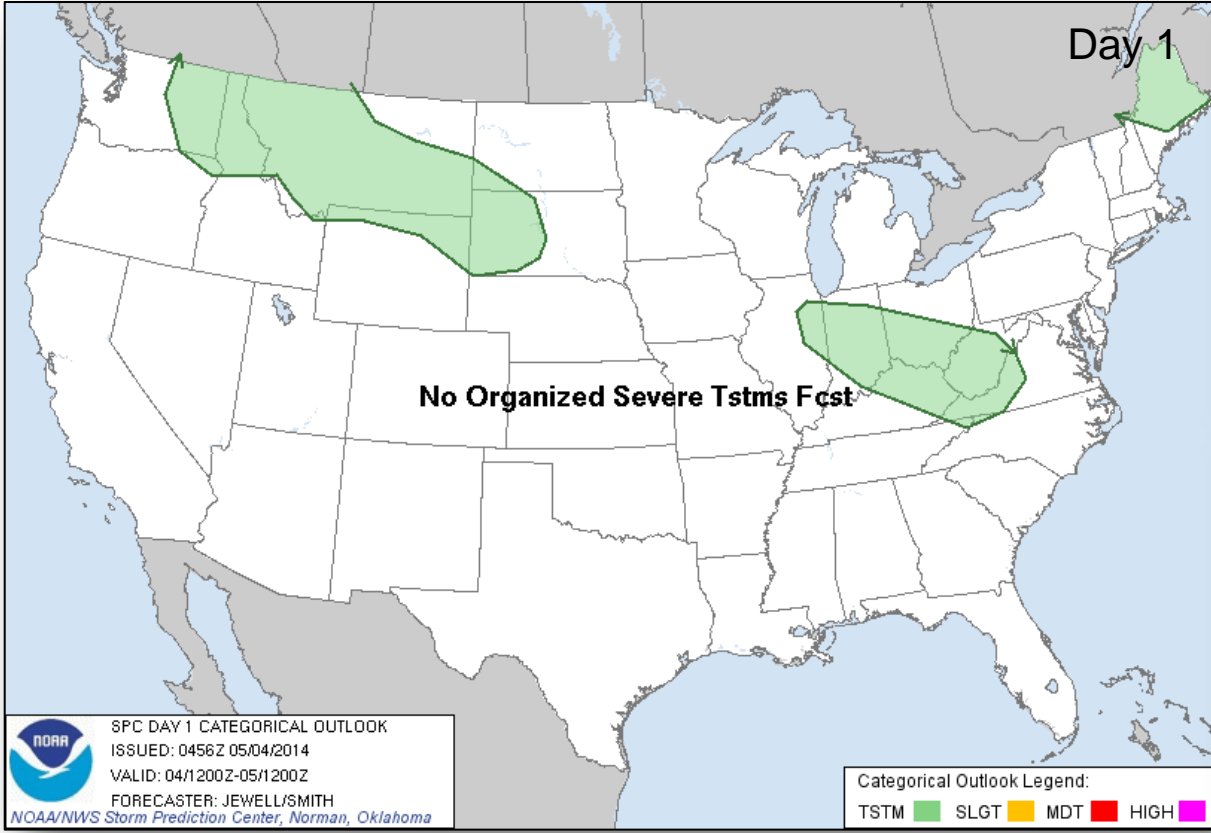 Day 1
No Organized Severe Tstms Fcst
NOAA
SPC DAY 1 CATEGORICAL OUTLOOK
ISSUED: 0456Z 05/04/2014
VALID: 04/1200Z-05/1200Z
FORECASTER: JEWELL/SMITH
NOAA/NWS Storm Prediction Center, Norman, Oklahoma
Categorical Outlook Legend:
TSTM SLGT MDT HIGH